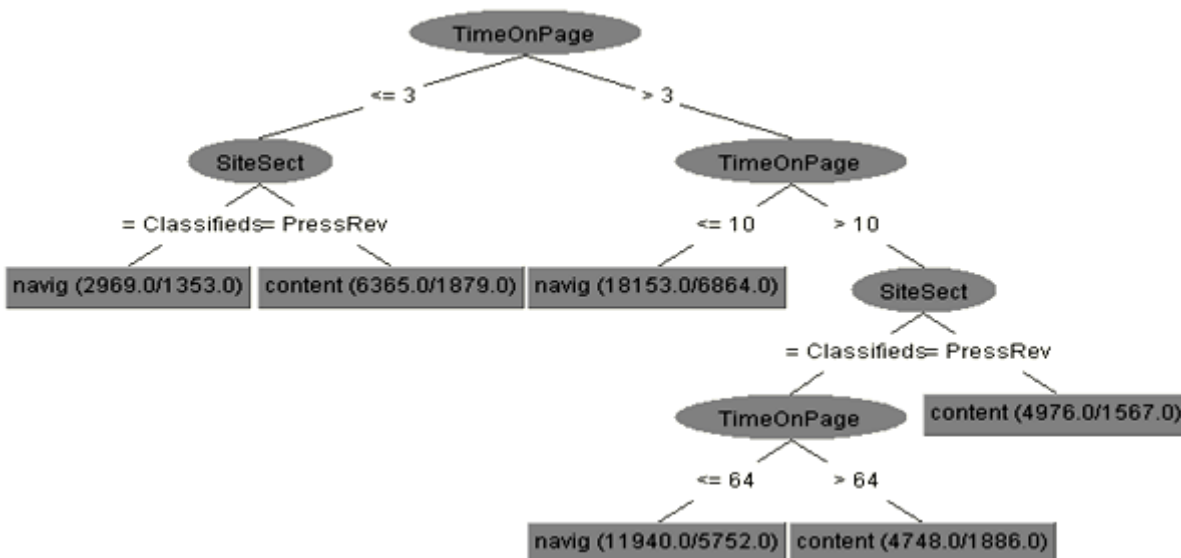 TimeOnPage
<= 3
> 3
SiteSect
TimeOnPage
= Classifieds= PressRev
<= 10
> 10
navig (2969.0/1353.0)
content (6365.0/1879.0)
navig (18153.0/6864.0)
SiteSect
= Classifieds= PressRev
TimeOnPage
content (4976.0/1567.0)
<= 64
> 64
navig (11940.0/5752.0)
content (4748.0/1886.0)